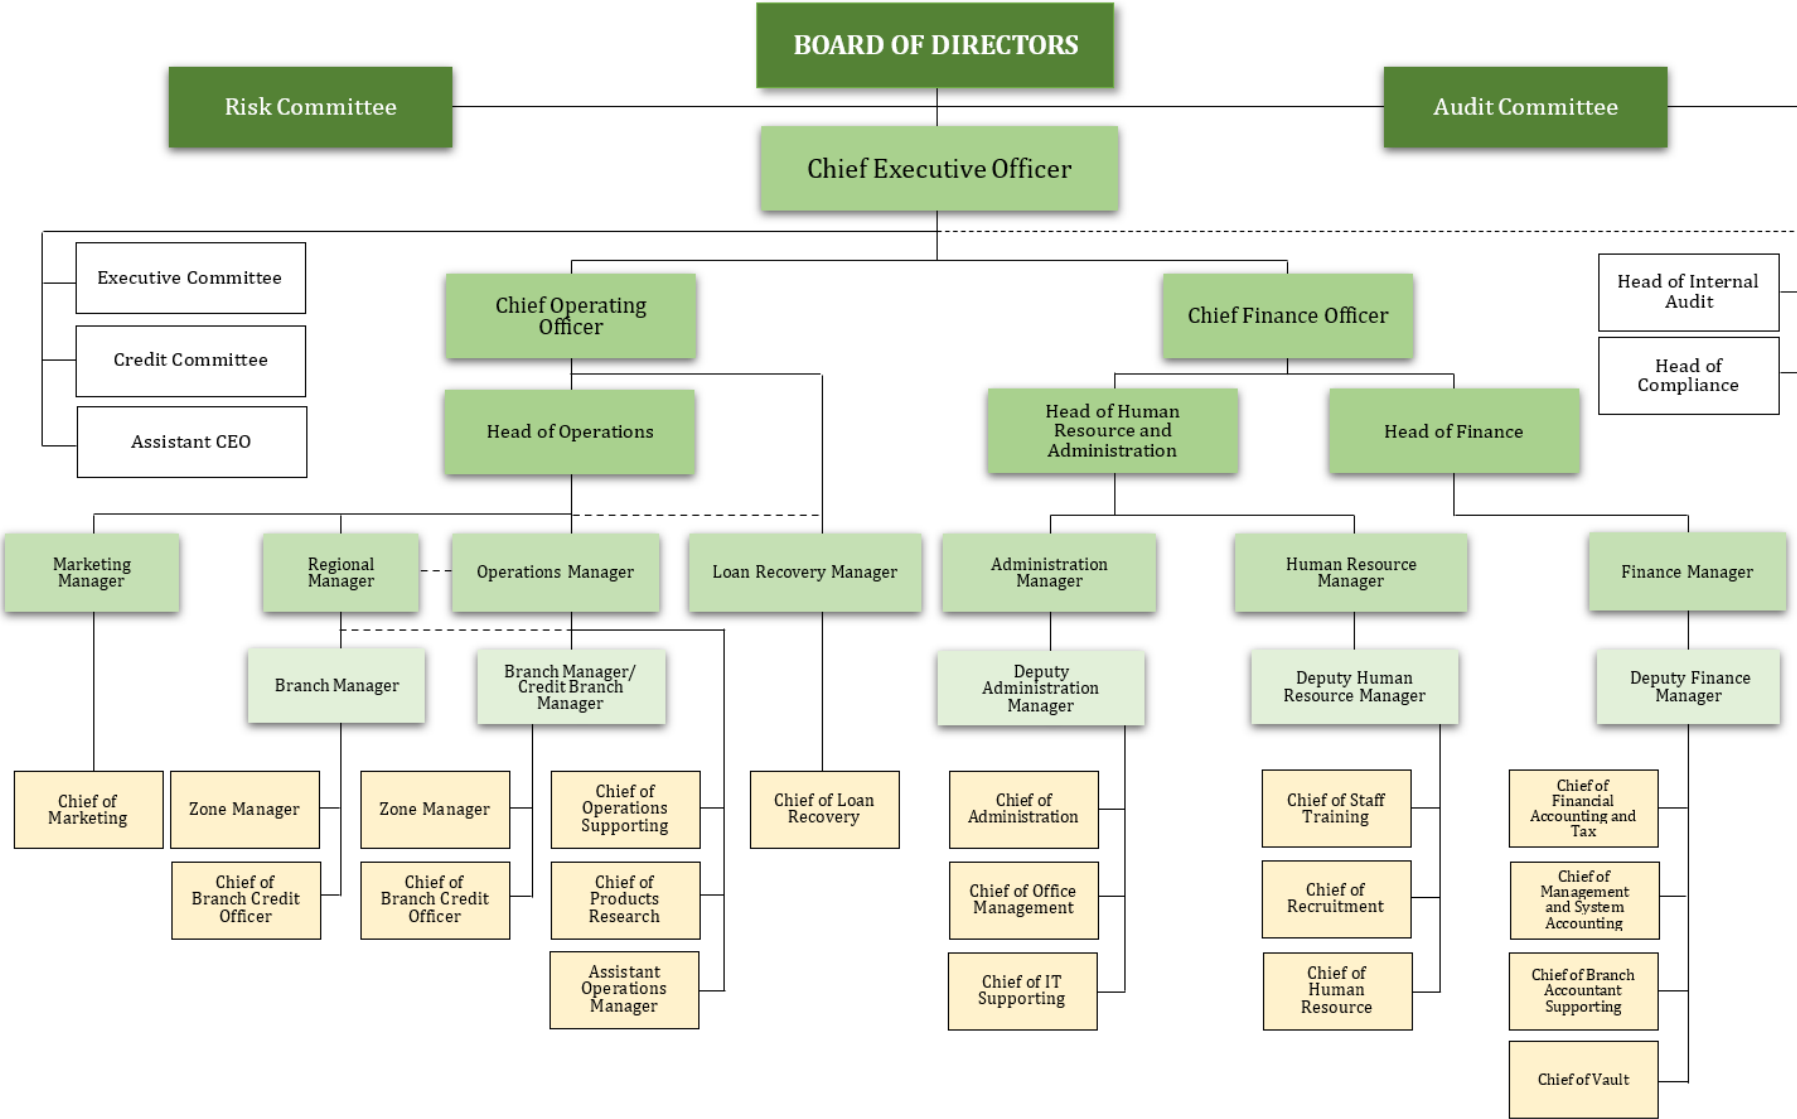 BOARD OF DIRECTORS
Risk Committee
Audit Committee
Chief Executive Officer
Executive Committee
Credit Committee
Assistant CEO
Chief Operating
Officer
Chief Finance Officer
Head of Internal
Audit
Head of
Compliance
Head of Operations
Head of Human
Resource and
Administration
Head of Finance
Marketing
Manager
Regional
Manager
Operations Manager
Loan Recovery Manager
Administration
Manager
Human Resource
Manager
Finance Manager
Branch Manager
Branch Manager/
Credit Branch
Manager
Deputy
Administration
Manager
Deputy Human
Resource Manager
Deputy Finance
Manager
Chief of
Marketing
Zone Manager
Zone Manager
Chief of
Operations
Supporting
Chief of Loan
Recovery
Chief of
Administration
Chief of Staff
Training
Chief of
Financial
Accounting and
Tax
Chief of
Branch Credit
Officer
Chief of
Branch Credit
Officer
Chief of
Products
Research
Chief of Office
Management
Chief of
Recruitment
Chief of
Management
and System
Accounting
Assistant
Operations
Manager
Chief of IT
Supporting
Chief of
Human
Resource
Chief of Branch
Accountant
Supporting
Chief of Vault